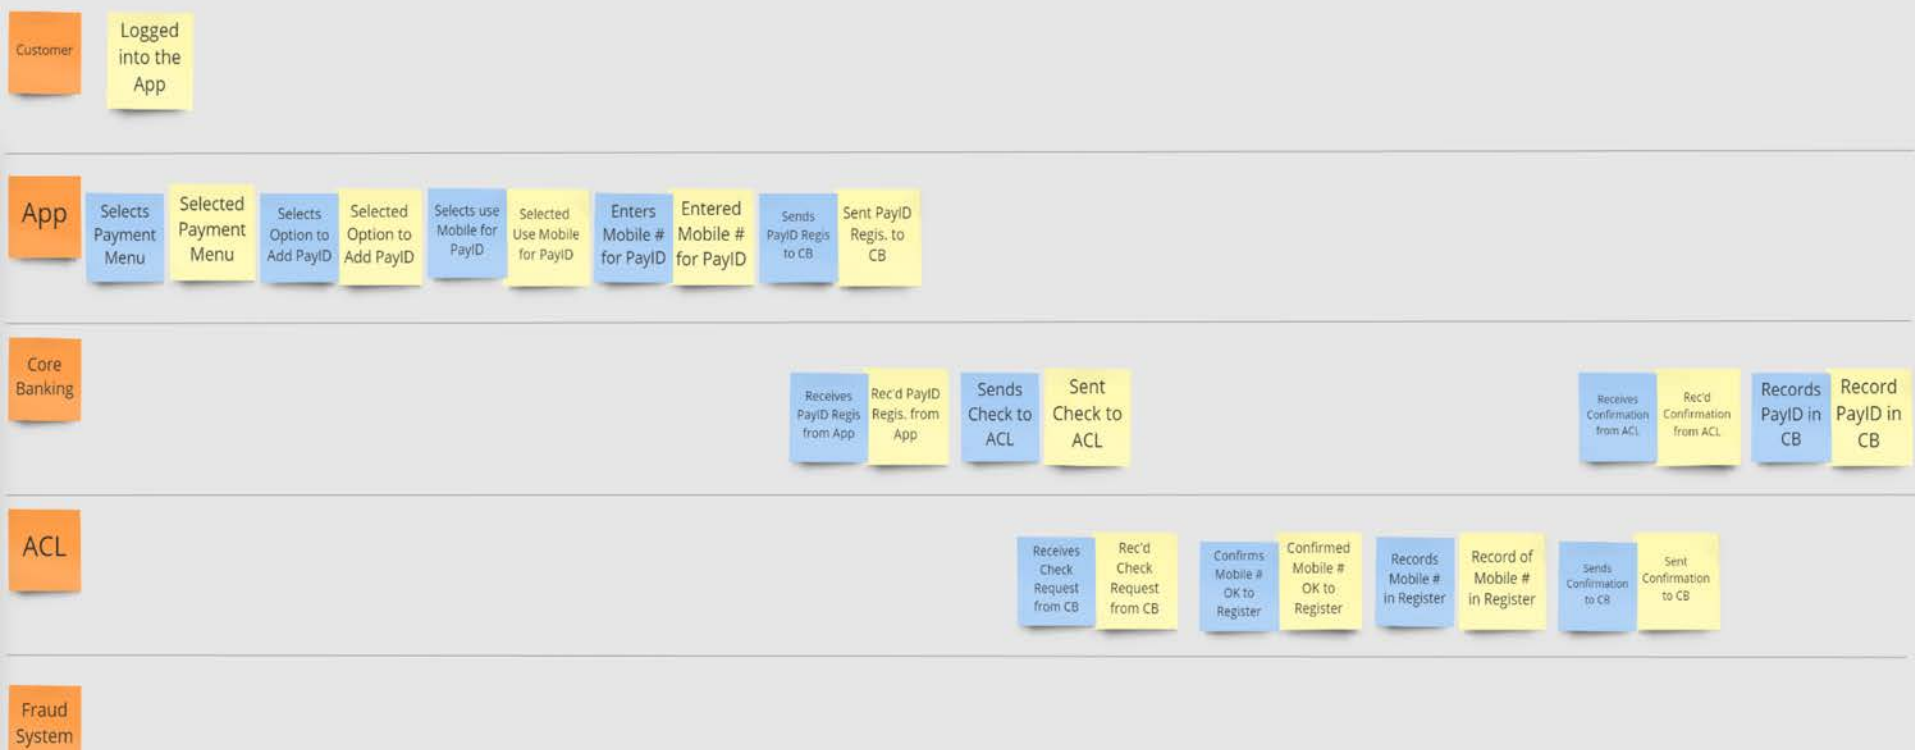 Customer
Logged
into the
App
App
Selects
Payment
Menu
Selected
Payment
Menu
Selects
Option to
Add PayID
Selected
Option to
Add PayID
Selects use
Mobile for
PayID
Selected
Use Mobile
for PayID
Enters
Mobile #
for PayID
Entered
Mobile #
for PayID
Sends
PayID Regis
to CB
Sent PayID
Regis. to
CB
Core
Banking
Receives
PayID Regis
from App
Rec'd PayID
Regis. from
App
Sends
Check to
ACL
Sent
Check to
ACL
Receives
Confirmation
from ACL
Rec'd
Confirmation
from ACL
Records
PayID in
CB
Record
PayID in
CB
ACL
Receives
Check
Request
from CB
Rec'd
Check
Request
from CB
Confirms
Mobile #
OK to
Register
Confirmed
Mobile #
OK to
Register
Records
Mobile #
in Register
Record of
Mobile #
in Register
Sends
Confirmation
to CB
Sent
Confirmation
to CB
Fraud
System